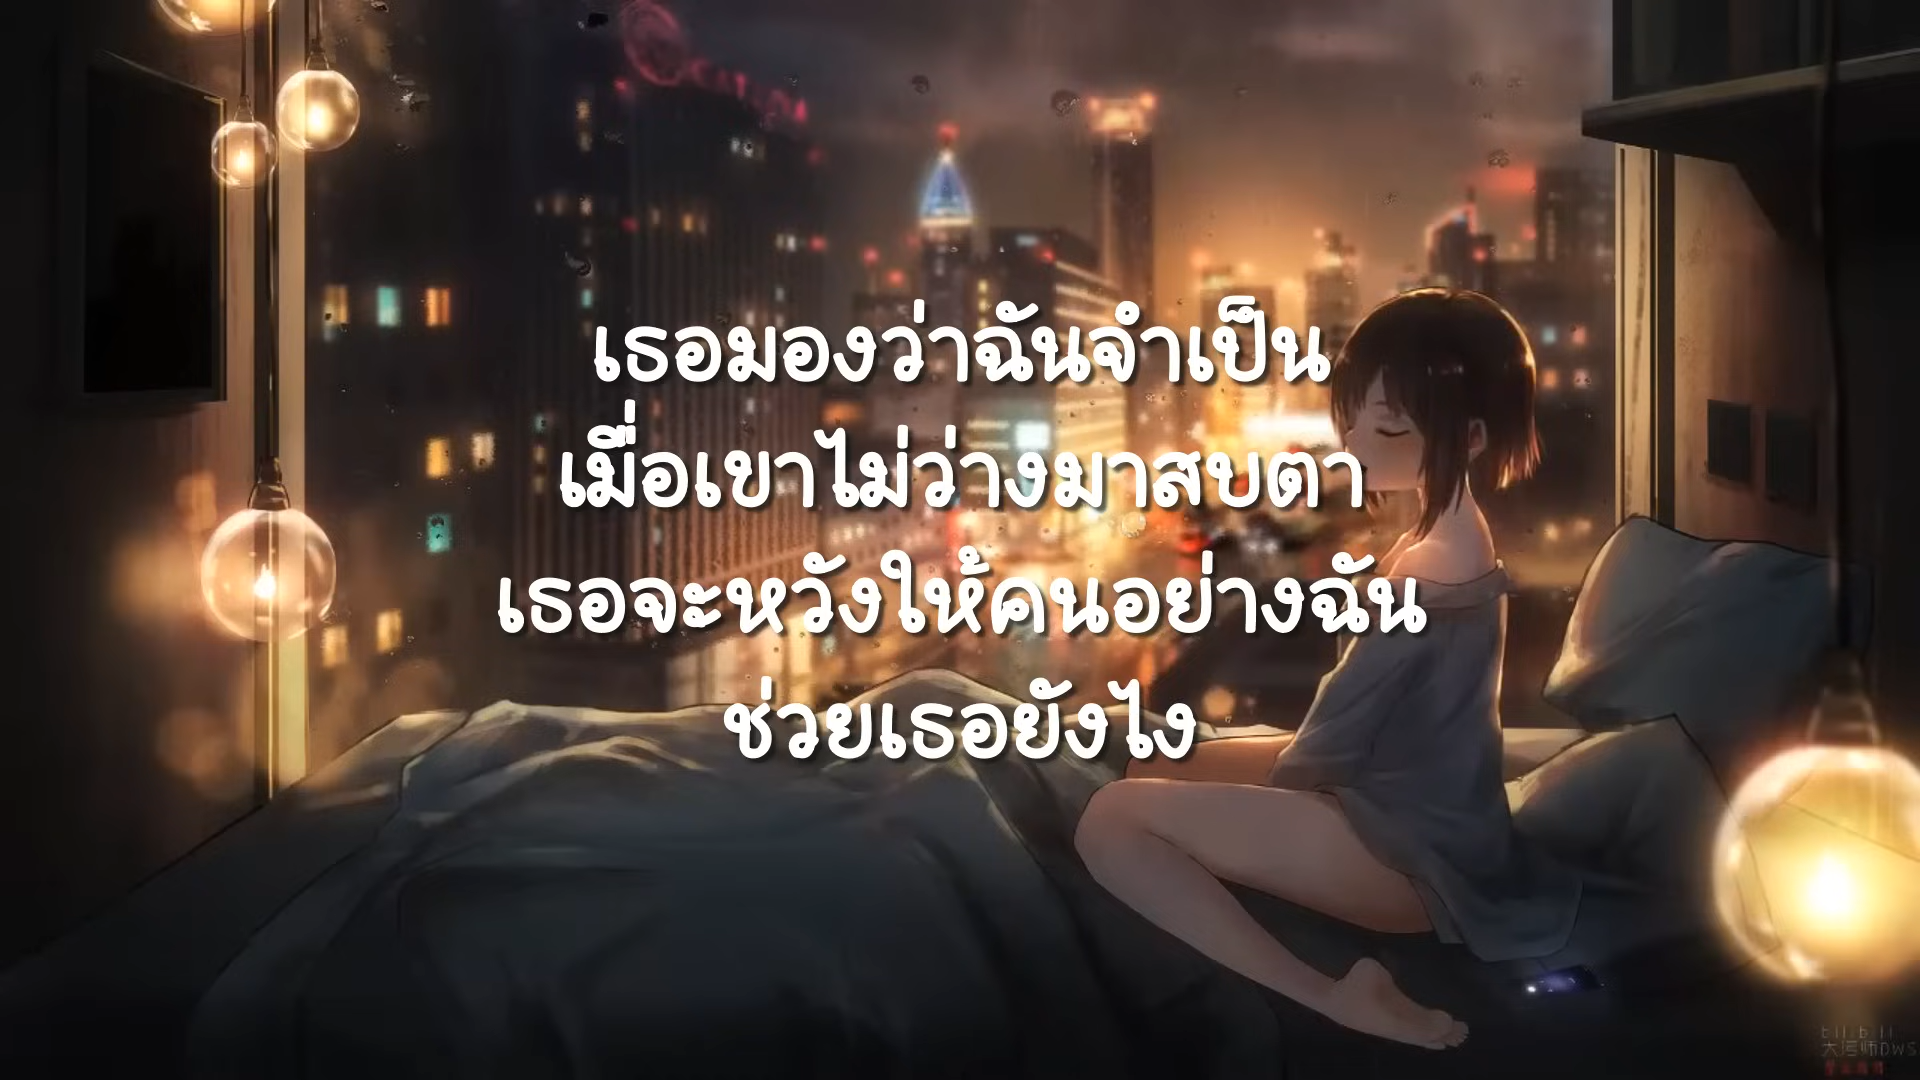 เธอมองว่าฉันจำเป็น
เมื่อเขาไม่ว่างมาสบตา
เธอจะหวังให้คนอย่างฉัน
ช่วยเธอยังไง
bilibili